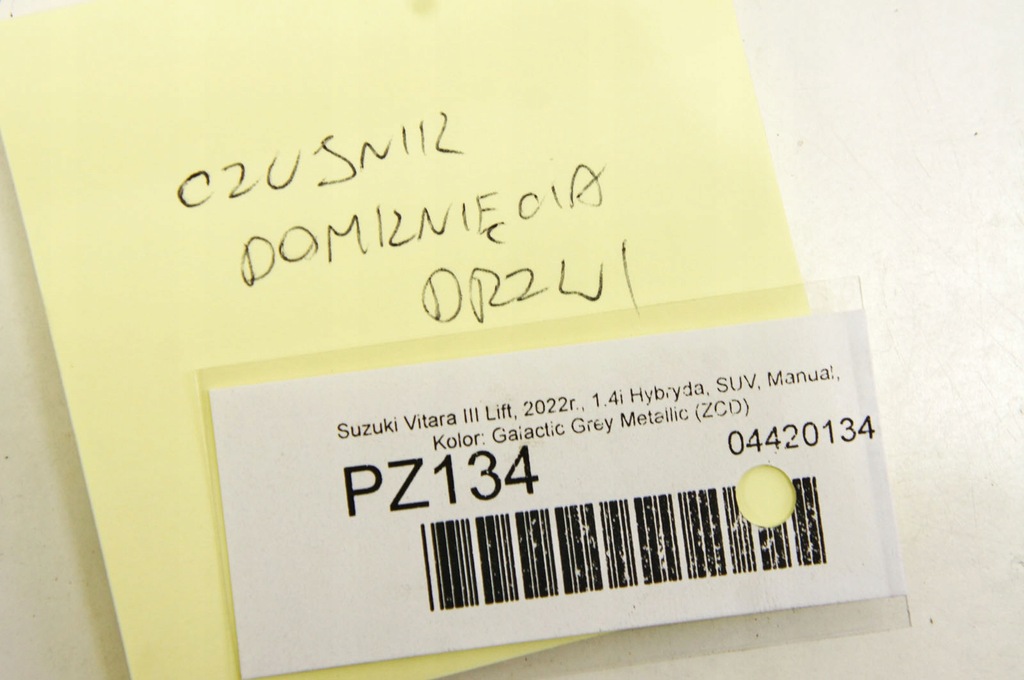 CZUJNIK
DOMKNIĘCIA
DRZWI
Suzuki Vitara III Lift, 2022r., 1.4i Hybryda, SUV, Manual,
Kolor: Galactic Grey Metallic (ZCD)
PZ134
04420134